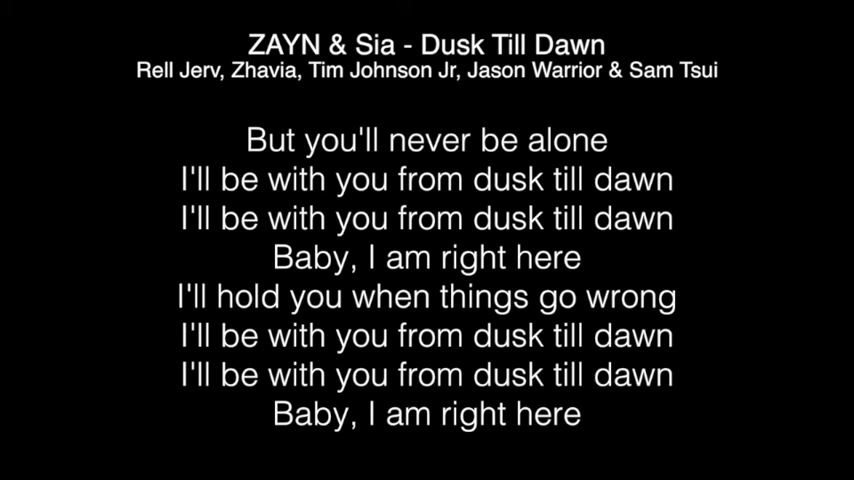 ZAYN & Sia - Dusk Till Dawn
Rell Jerv, Zhavia, Tim Johnson Jr, Jason Warrior & Sam Tsui
But you'll never be alone
I'll be with you from dusk till dawn
I'll be with you from dusk till dawn
Baby, I am right here
I'll hold you when things go wrong
I'll be with you from dusk till dawn
I'll be with you from dusk till dawn
Baby, I am right here